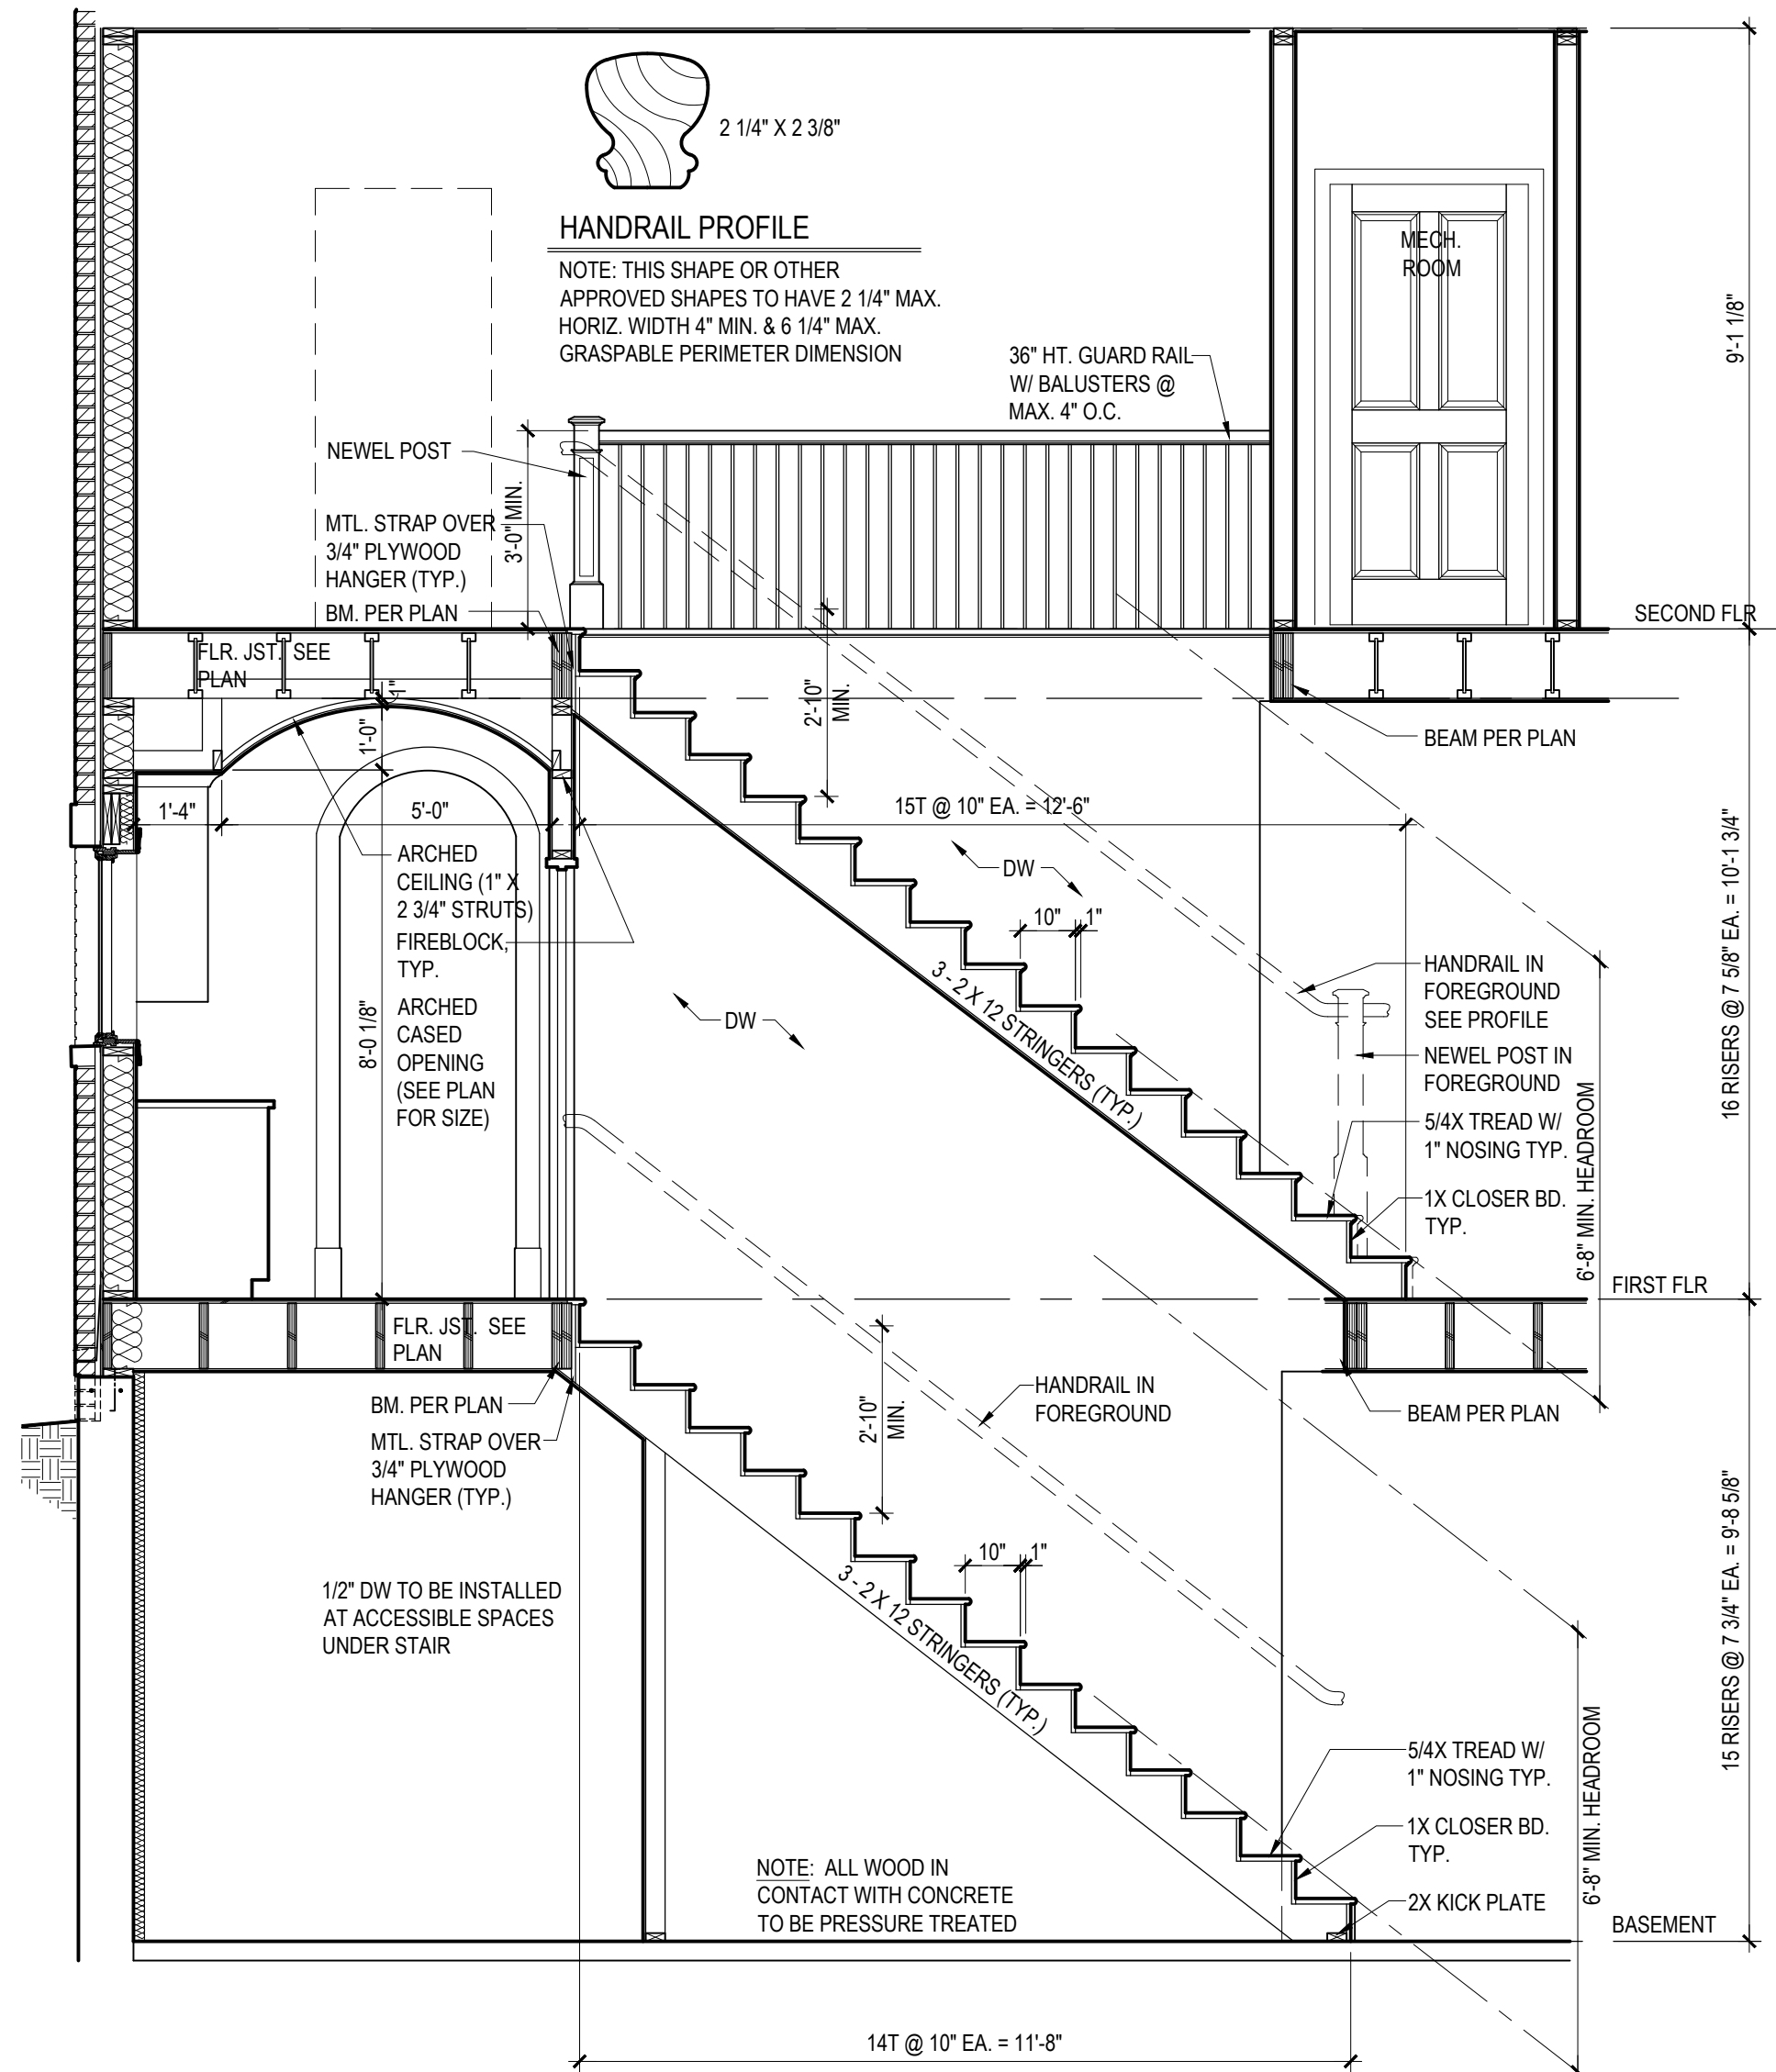 2 1/4" X 2 3/8"
HANDRAIL PROFILE
NOTE: THIS SHAPE OR OTHER
APPROVED SHAPES TO HAVE 2 1/4" MAX.
HORIZ. WIDTH 4" MIN. & 6 1/4" MAX.
GRASPABLE PERIMETER DIMENSION
MECH.
ROOM
9'-1 1/8"
36" HT. GUARD RAIL
W/ BALUSTERS @
MAX. 4" O.C.
NEWEL POST
3'-0" MIN.
MTL. STRAP OVER
3/4" PLYWOOD
HANGER (TYP.)
BM. PER PLAN
SECOND FLR
FLR. JST. SEE
PLAN
1"
1'-0"
2'-10"
MIN.
BEAM PER PLAN
1'-4"
5'-0"
15T @ 10" EA. = 12'-6"
16 RISERS @ 7 5/8" EA. = 10'-1 3/4"
ARCHED
CEILING (1" X
2 3/4" STRUTS)
FIREBLOCK,
TYP.
DW
10"
1"
3 - 2 X 12 STRINGERS (TYP.)
HANDRAIL IN
FOREGROUND
SEE PROFILE
8'-0 1/8"
ARCHED
CASED
OPENING
(SEE PLAN
FOR SIZE)
DW
NEWEL POST IN
FOREGROUND
5/4X TREAD W/
1" NOSING TYP.
1X CLOSER BD.
TYP.
6'-8" MIN. HEADROOM
FIRST FLR
FLR. JST. SEE
PLAN
BM. PER PLAN
MTL. STRAP OVER
3/4" PLYWOOD
HANGER (TYP.)
2'-10"
MIN.
HANDRAIL IN
FOREGROUND
BEAM PER PLAN
15 RISERS @ 7 3/4" EA. = 9'-8 5/8"
1/2" DW TO BE INSTALLED
AT ACCESSIBLE SPACES
UNDER STAIR
10"
1"
3 - 2 X 12 STRINGERS (TYP.)
5/4X TREAD W/
1" NOSING TYP.
1X CLOSER BD.
TYP.
2X KICK PLATE
6'-8" MIN. HEADROOM
NOTE: ALL WOOD IN
CONTACT WITH CONCRETE
TO BE PRESSURE TREATED
BASEMENT
14T @ 10" EA. = 11'-8"